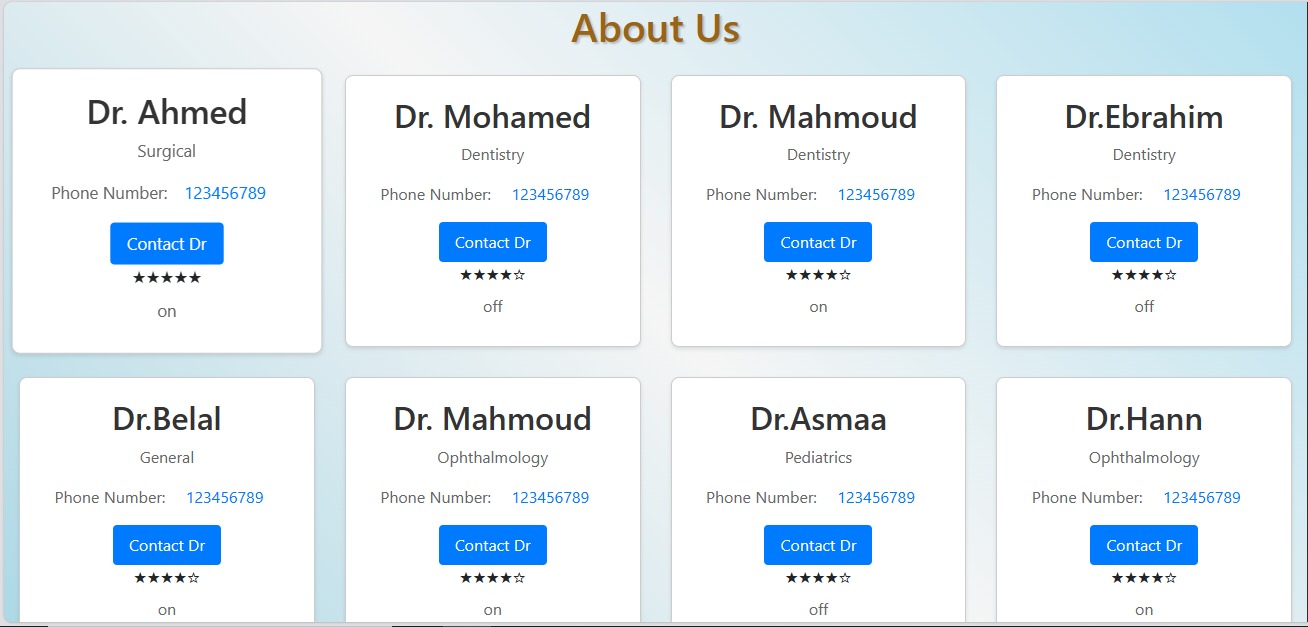 About Us
Dr. Ahmed
Surgical
Phone Number: 123456789
Contact Dr
★★★★★
on
Dr. Mohamed
Dentistry
Phone Number: 123456789
Contact Dr
★★★★☆
off
Dr. Mahmoud
Dentistry
Phone Number: 123456789
Contact Dr
★★★★☆
on
Dr.Ebrahim
Dentistry
Phone Number: 123456789
Contact Dr
★★★★☆
off
Dr.Belal
General
Phone Number: 123456789
Contact Dr
★★★★☆
on
Dr. Mahmoud
Ophthalmology
Phone Number: 123456789
Contact Dr
★★★★☆
on
Dr.Asmaa
Pediatrics
Phone Number: 123456789
Contact Dr
★★★★☆
off
Dr.Hann
Ophthalmology
Phone Number: 123456789
Contact Dr
★★★★☆
on